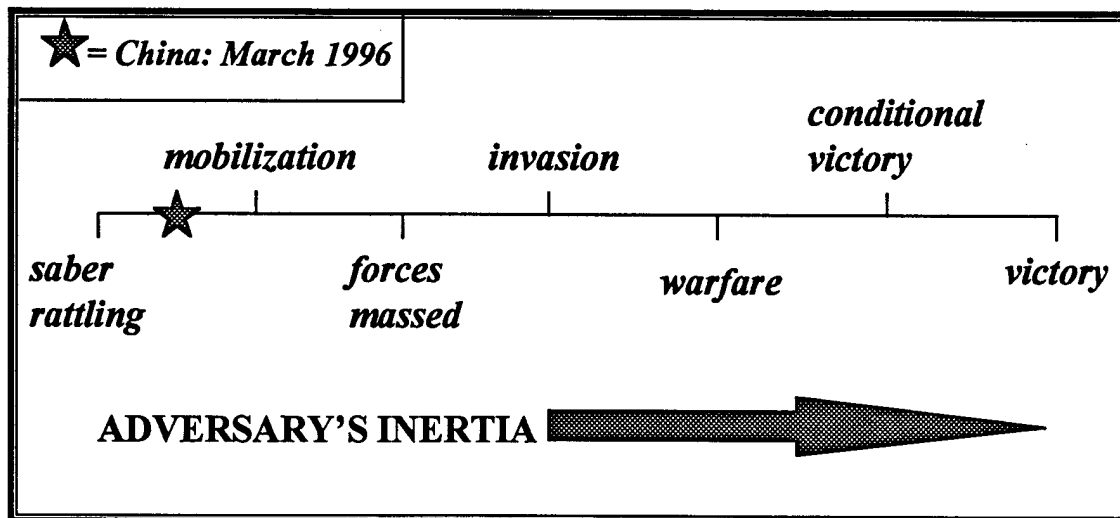 = China: March 1996
conditional
victory
mobilization
invasion
saber
rattling
forces
massed
warfare
victory
ADVERSARY'S INERTIA